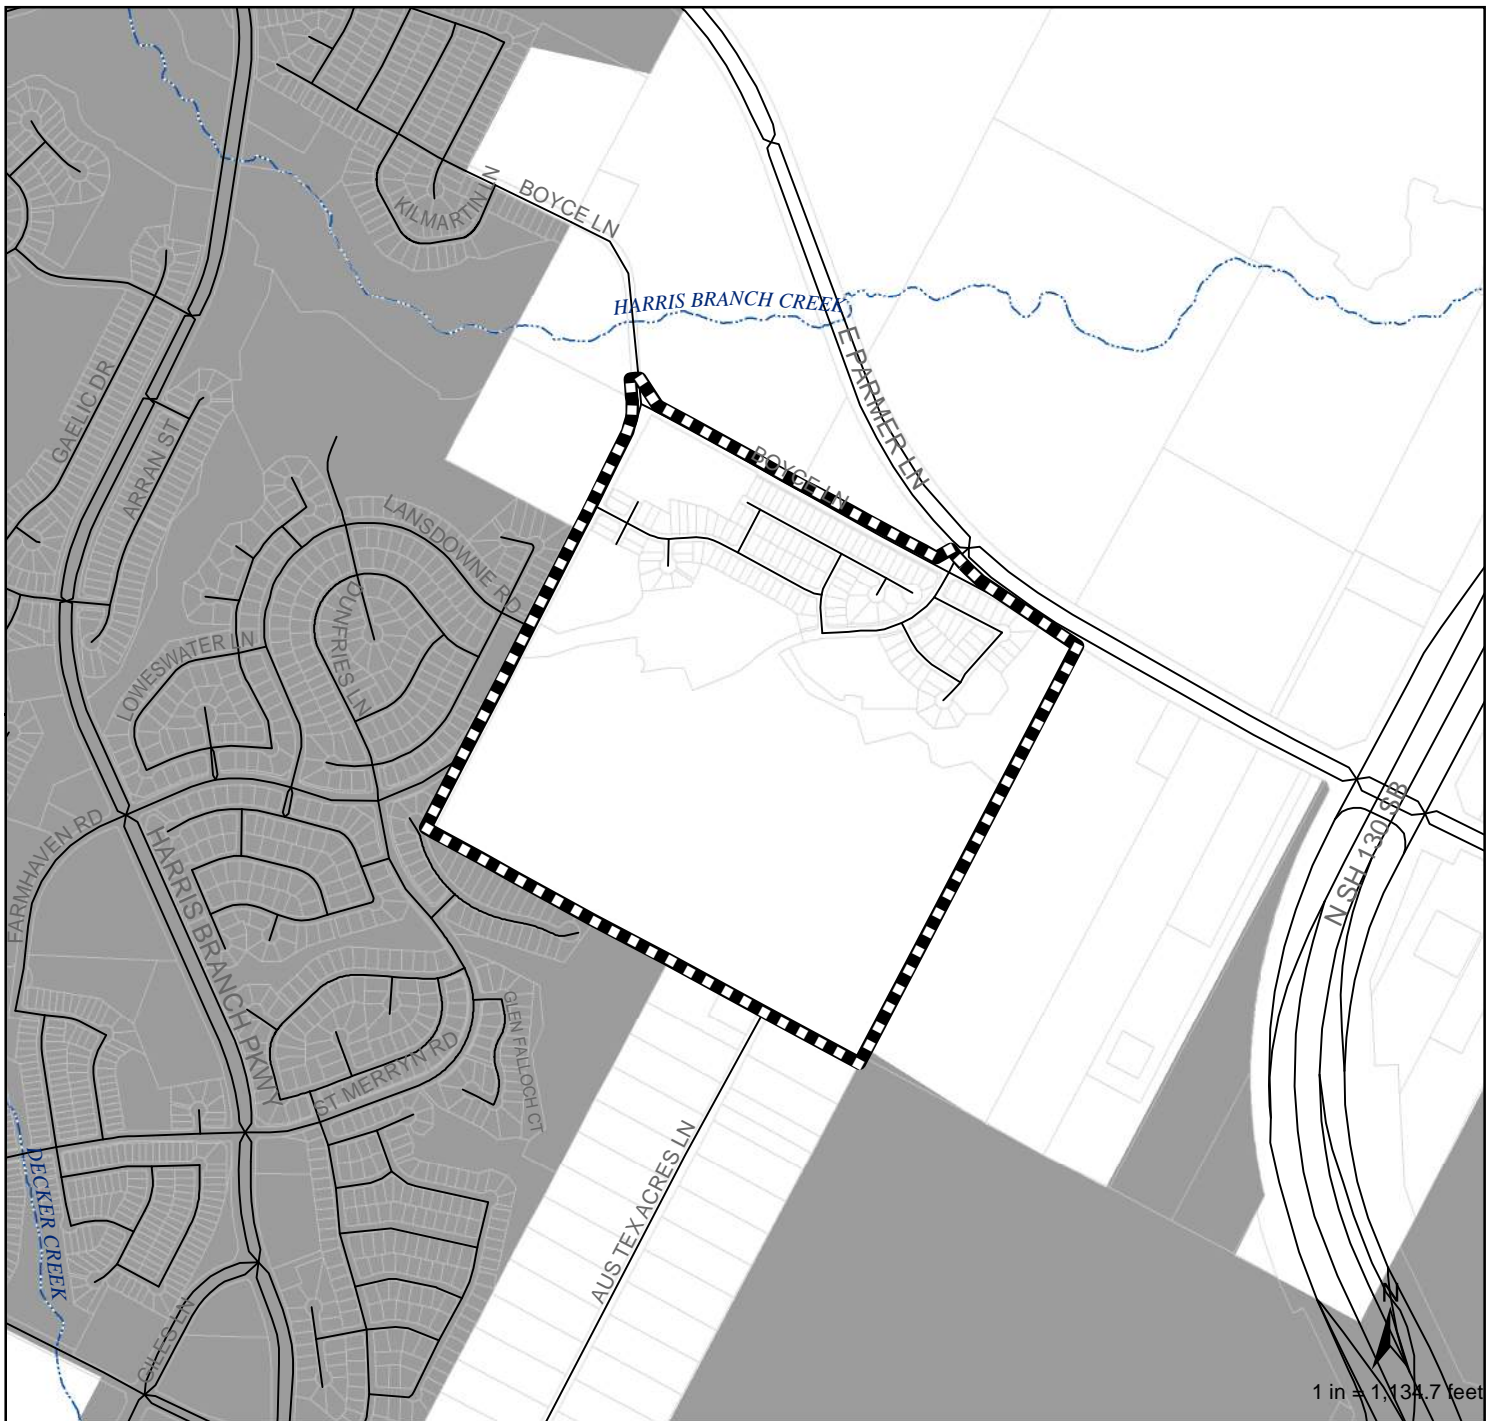 KILMARTIN LN
BOYCE LN
HARRIS BRANCH CREEK
E PARMER LN
GAELIC DR
ARRAN ST
BOYCE LN
LANSDOWNE RD
DUNFRIES LN
LOWESWATER LN
FARMHAVEN RD
HARRIS BRANCH PKWY
N SH 130 SB
GLEN FALLOCH CT
ST MERRYN RD
AUS TEX ACRES LN
DECKER CREEK
GILES LN
N
1 in = 1,134.7 feet